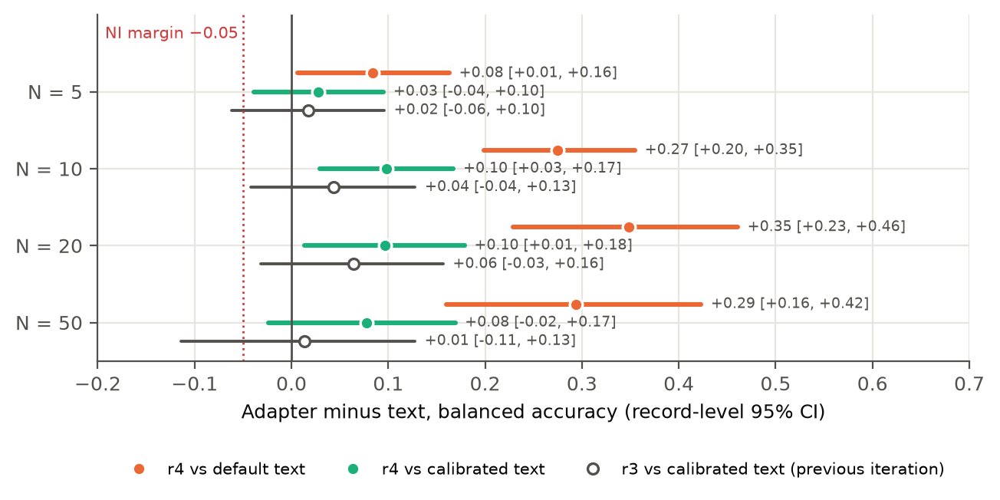 NI margin −0.05
+0.08 [+0.01, +0.16]
N = 5
+0.03 [-0.04, +0.10]
+0.02 [-0.06, +0.10]
+0.27 [+0.20, +0.35]
N = 10
+0.10 [+0.03, +0.17]
+0.04 [-0.04, +0.13]
+0.35 [+0.23, +0.46]
N = 20
+0.10 [+0.01, +0.18]
+0.06 [-0.03, +0.16]
+0.29 [+0.16, +0.42]
N = 50
+0.08 [-0.02, +0.17]
+0.01 [-0.11, +0.13]
−0.2 −0.1 0.0 0.1 0.2 0.3 0.4 0.5 0.6 0.7
Adapter minus text, balanced accuracy (record-level 95% CI)
r4 vs default text r4 vs calibrated text r3 vs calibrated text (previous iteration)